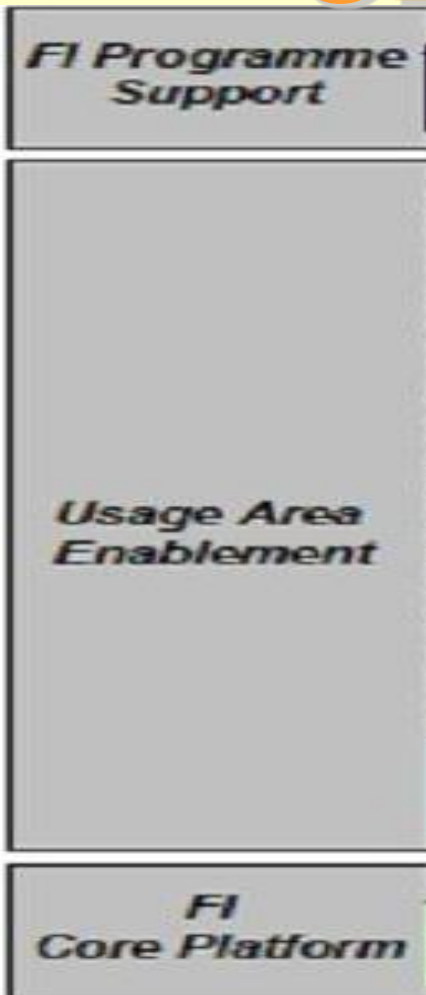 FI Programme
Support
Usage Area
Enablement
FI
Core Platform